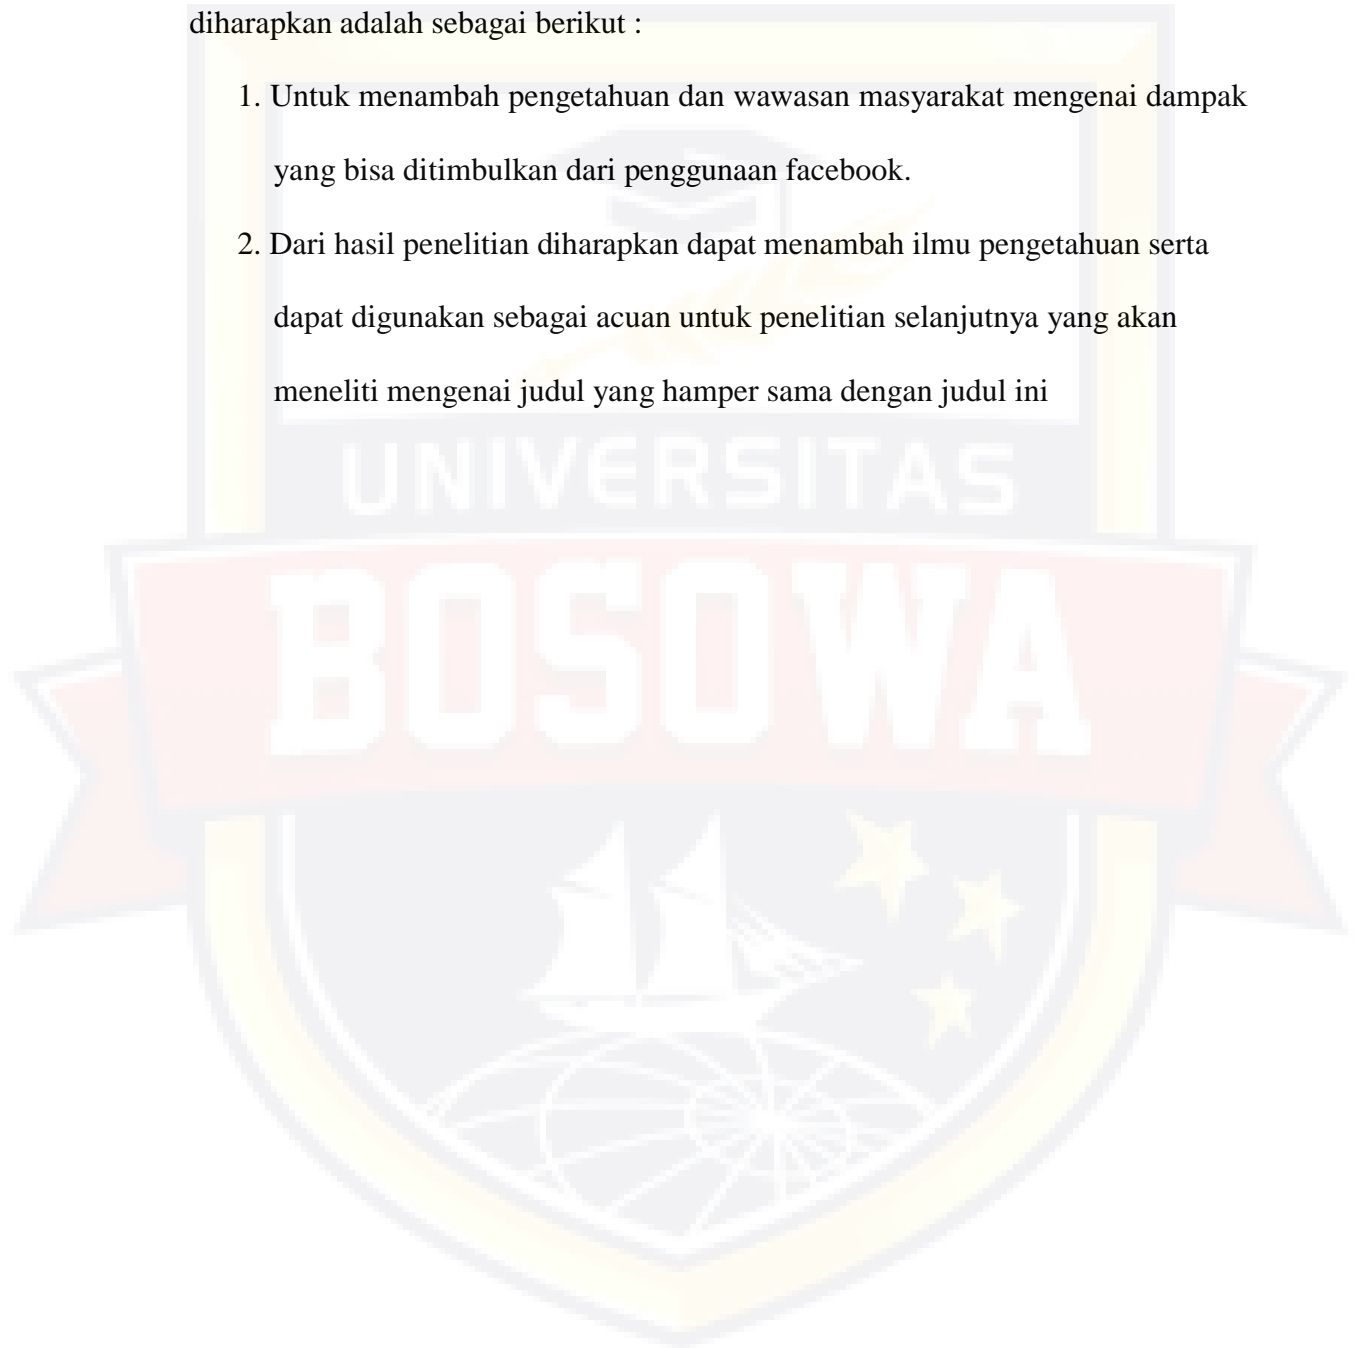 diharapkan adalah sebagai berikut :
1. Untuk menambah pengetahuan dan wawasan masyarakat mengenai dampak
yang bisa ditimbulkan dari penggunaan facebook.
2. Dari hasil penelitian diharapkan dapat menambah ilmu pengetahuan serta
dapat digunakan sebagai acuan untuk penelitian selanjutnya yang akan
meneliti mengenai judul yang hamper sama dengan judul ini
UNIVERSITAS
BOSOWA